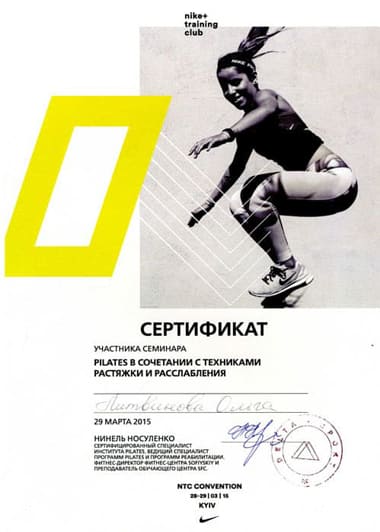 nike+
training
club
СЕРТИФИКАТ
УЧАСТНИКА СЕМИНАРА
PILATES В СОЧЕТАНИИ С ТЕХНИКАМИ
РАСТЯЖКИ И РАССЛАБЛЕНИЯ
Литвинова Ольга
29 МАРТА 2015
НИНЕЛЬ НОСУЛЕНКО
СЕРТИФИЦИРОВАННЫЙ СПЕЦИАЛИСТ
ИНСТИТУТА PILATES, ВЕДУЩИЙ СПЕЦИАЛИСТ
ПРОГРАММ PILATES И ПРОГРАММ РЕАБИЛИТАЦИИ,
ФИТНЕС-ДИРЕКТОР ФИТНЕС-ЦЕНТРА SOFIYSKIY И
ПРЕПОДАВАТЕЛЬ ОБУЧАЮЩЕГО ЦЕНТРА SFC.
NTC CONVENTION
28-29 | 03 | 15
KYIV